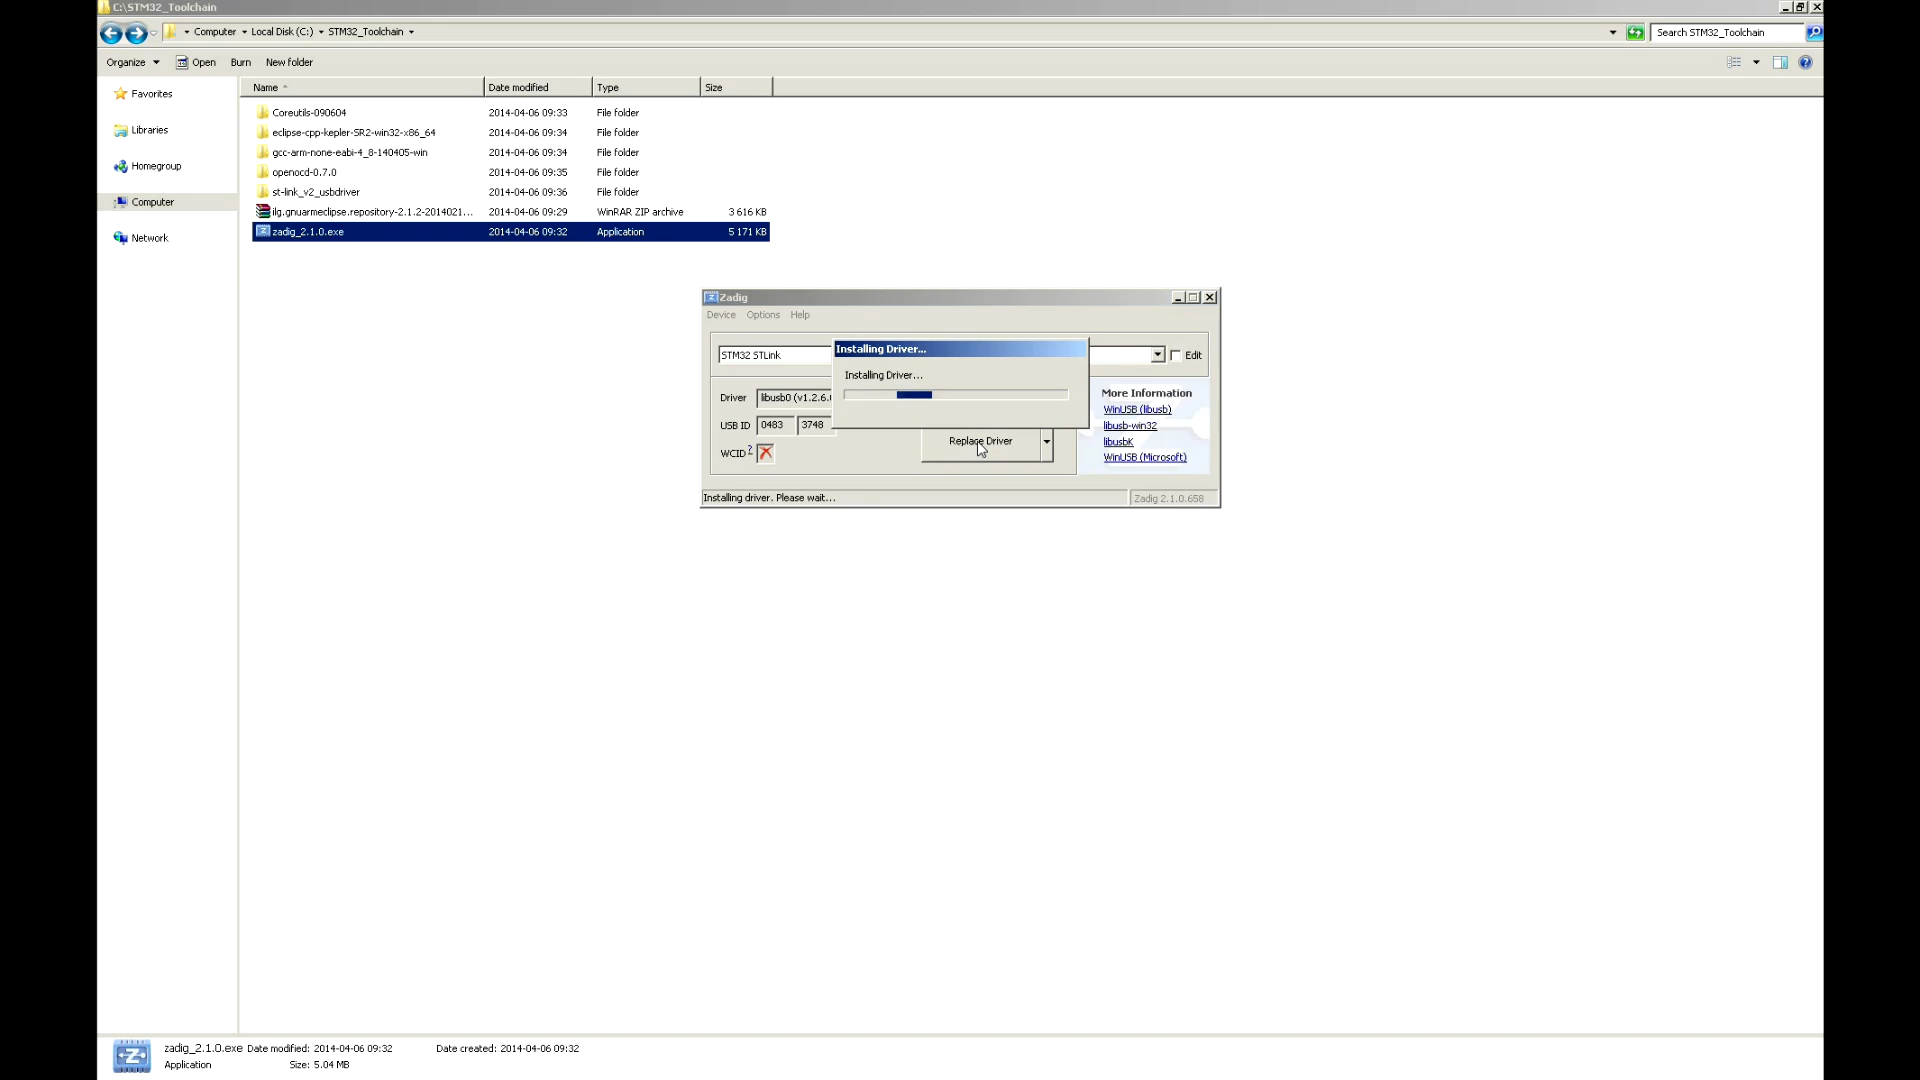 C:\STM32_Toolchain
Computer Local Disk (C:) STM32_Toolchain
Search STM32_Toolchain
Organize Open Burn New folder
Name Date modified Type Size
Favorites
Libraries
Homegroup
Computer
Network
Coreutils-090604 2014-04-06 09:33 File folder
eclipse-cpp-kepler-SR2-win32-x86_64 2014-04-06 09:34 File folder
gcc-arm-none-eabi-4_8-140405-win 2014-04-06 09:34 File folder
openocd-0.7.0 2014-04-06 09:35 File folder
st-link_v2_usbdriver 2014-04-06 09:36 File folder
ilg.gnuarmeclipse.repository-2.1.2-2014021... 2014-04-06 09:29 WinRAR ZIP archive 3 616 KB
zadig_2.1.0.exe 2014-04-06 09:32 Application 5 171 KB
Zadig
Device Options Help
STM32 STLink
Edit
Installing Driver...
Installing Driver...
Driver libusb0 (v1.2.6.
USB ID 0483 3748
WCID ?
Replace Driver
More Information
WinUSB (libusb)
libusb-win32
libusbK
WinUSB (Microsoft)
Installing driver. Please wait...
Zadig 2.1.0.658
zadig_2.1.0.exe Date modified: 2014-04-06 09:32 Date created: 2014-04-06 09:32
Application Size: 5.04 MB